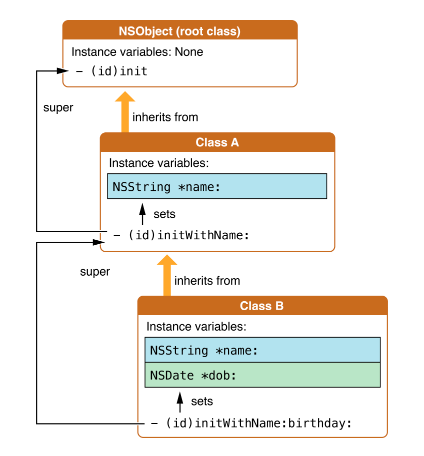 NSObject (root class)
Instance variables: None
– (id)init
super
inherits from
Class A
Instance variables:
NSString *name:
sets
– (id)initWithName:
super
inherits from
Class B
Instance variables:
NSString *name:
NSDate *dob:
sets
– (id)initWithName:birthday: